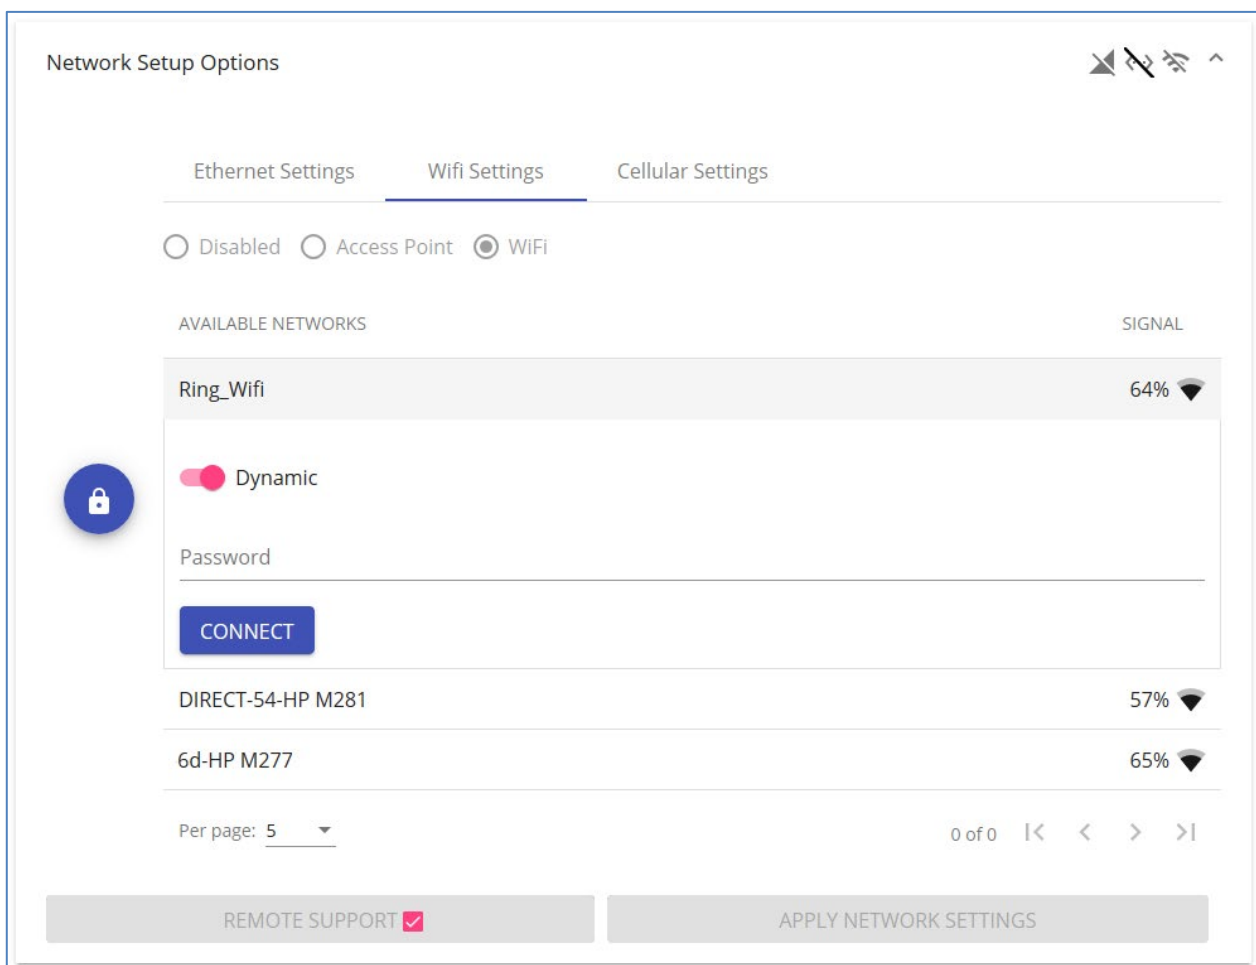 Network Setup Options
Ethernet Settings Wifi Settings Cellular Settings
Disabled Access Point WiFi
AVAILABLE NETWORKS SIGNAL
Ring_Wifi 64%
Dynamic
Password
CONNECT
DIRECT-54-HP M281 57%
6d-HP M277 65%
Per page: 5 0 of 0
REMOTE SUPPORT APPLY NETWORK SETTINGS